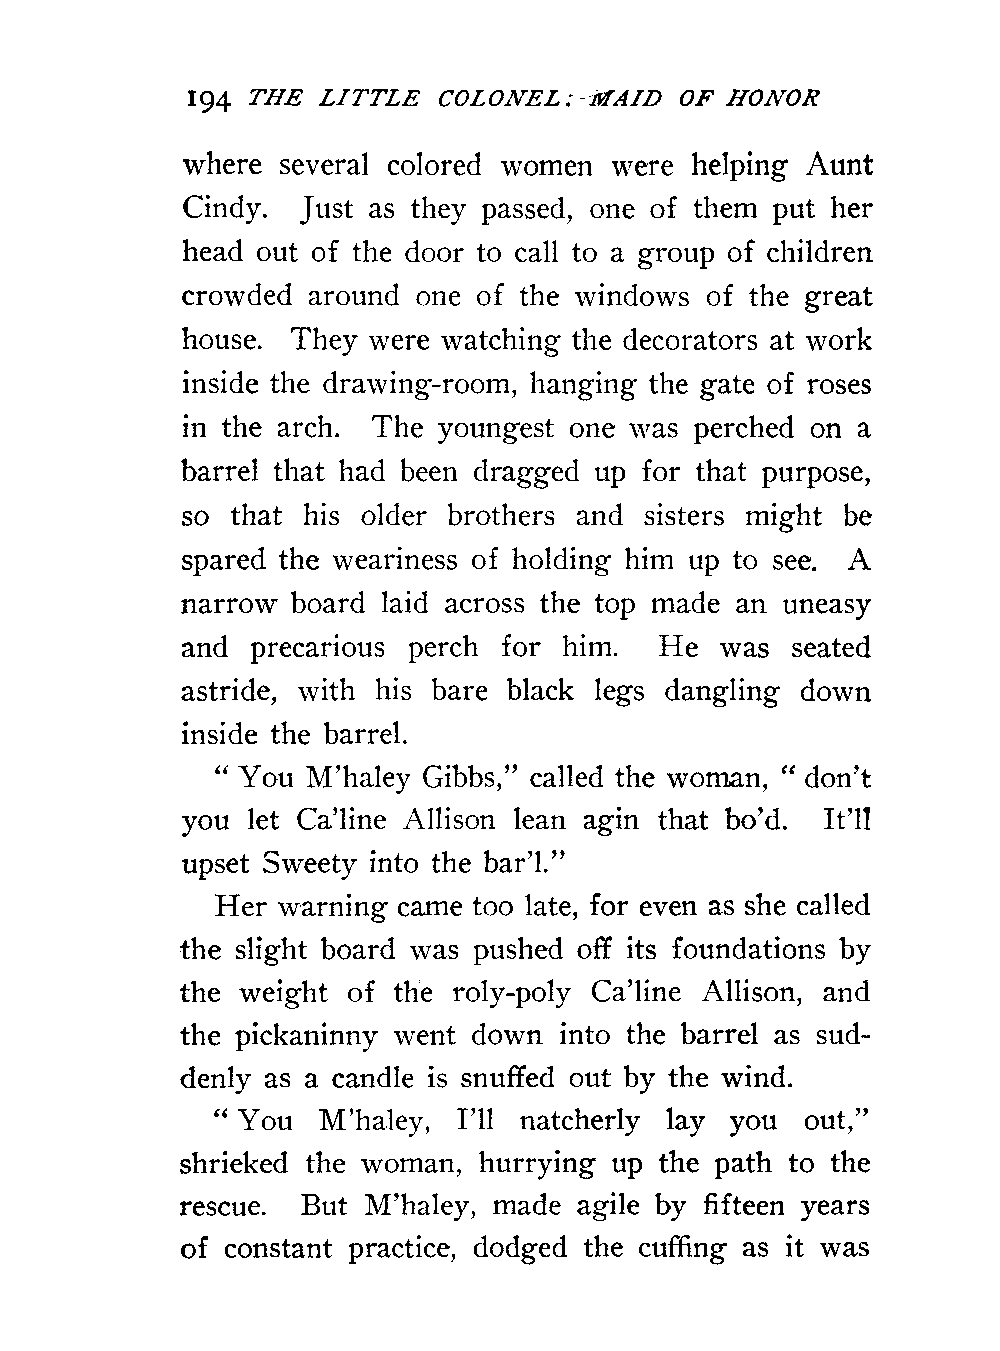 194 THE LITTLE COLONEL: MAID OF HONOR
where several colored women were helping Aunt
Cindy. Just as they passed, one of them put her
head out of the door to call to a group of children
crowded around one of the windows of the great
house. They were watching the decorators at work
inside the drawing-room, hanging the gate of roses
in the arch. The youngest one was perched on a
barrel that had been dragged up for that purpose,
so that his older brothers and sisters might be
spared the weariness of holding him up to see. A
narrow board laid across the top made an uneasy
and precarious perch for him. He was seated
astride, with his bare black legs dangling down
inside the barrel.
“ You M’haley Gibbs,” called the woman, “ don’t
you let Ca’line Allison lean agin that bo’d. It’ll
upset Sweety into the bar’l.”
Her warning came too late, for even as she called
the slight board was pushed off its foundations by
the weight of the roly-poly Ca’line Allison, and
the pickaninny went down into the barrel as sud-
denly as a candle is snuffed out by the wind.
“ You M’haley, I’ll natcherly lay you out,”
shrieked the woman, hurrying up the path to the
rescue. But M’haley, made agile by fifteen years
of constant practice, dodged the cuffing as it was